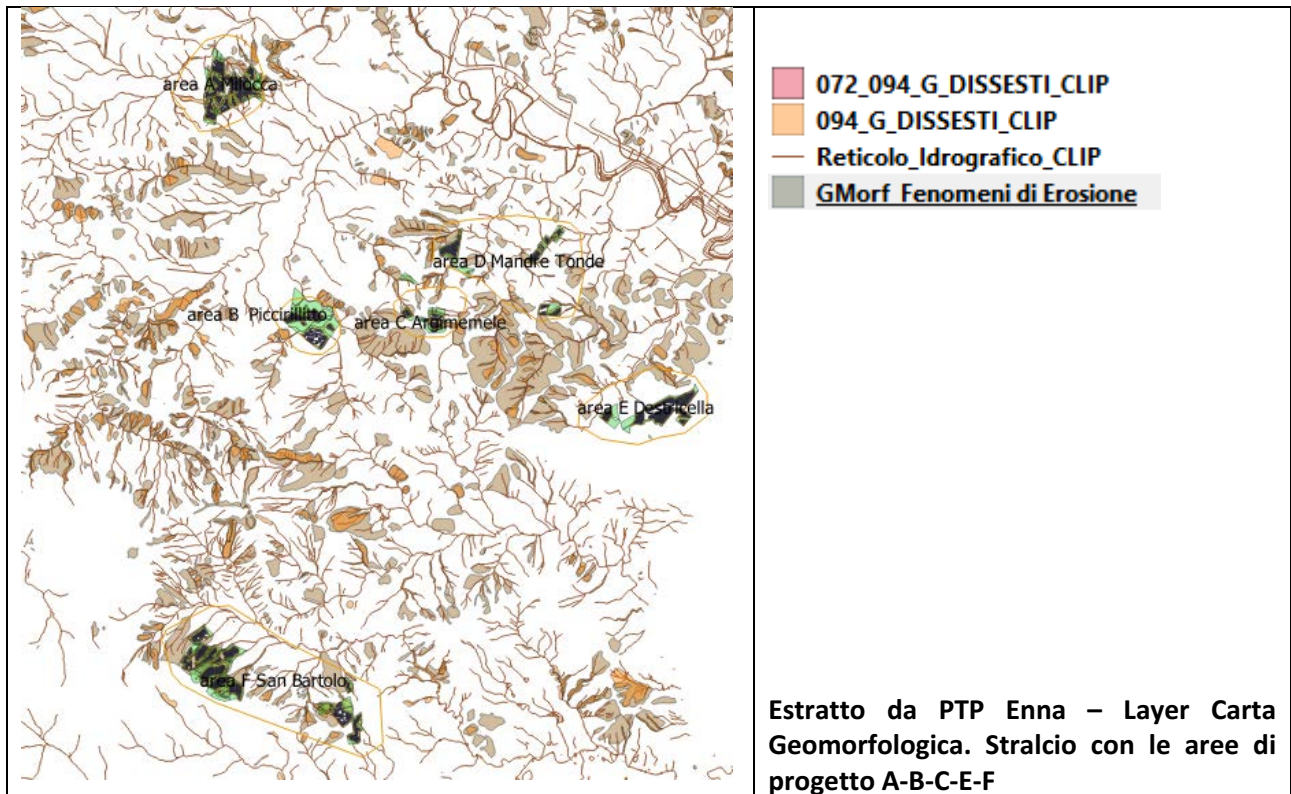 area A Milocca
area D Mandre Tonde
area B Piccirillitto
area C Argimemele
area E Destricella
area F San Bartolo
072_094_G_DISSESTI_CLIP
094_G_DISSESTI_CLIP
Reticolo_Idrografico_CLIP
GMorf Fenomeni di Erosione
Estratto da PTP Enna – Layer Carta
Geomorfologica. Stralcio con le aree di
progetto A-B-C-E-F